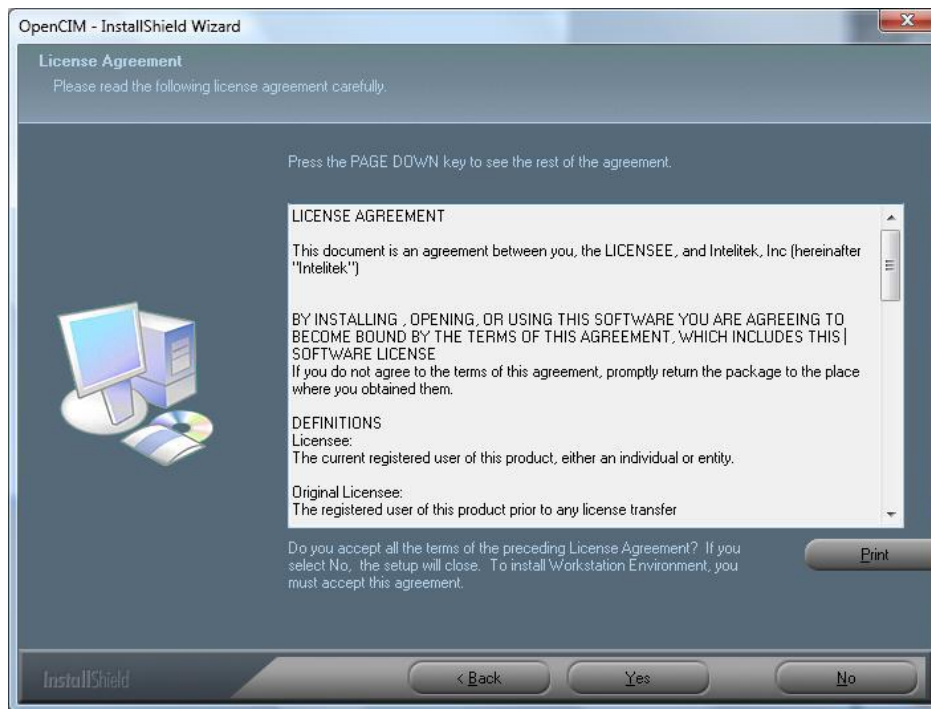 OpenCIM - InstallShield Wizard
License Agreement
Please read the following license agreement carefully.
Press the PAGE DOWN key to see the rest of the agreement.
LICENSE AGREEMENT
This document is an agreement between you, the LICENSEE, and Intelitek, Inc (hereinafter
"Intelitek")
BY INSTALLING , OPENING, OR USING THIS SOFTWARE YOU ARE AGREEING TO
BECOME BOUND BY THE TERMS OF THIS AGREEMENT, WHICH INCLUDES THIS
SOFTWARE LICENSE
If you do not agree to the terms of this agreement, promptly return the package to the place
where you obtained them.
DEFINITIONS
Licensee:
The current registered user of this product, either an individual or entity.
Original Licensee:
The registered user of this product prior to any license transfer
Do you accept all the terms of the preceding License Agreement? If you
select No, the setup will close. To install Workstation Environment, you
must accept this agreement.
Print
InstallShield
< Back
Yes
No